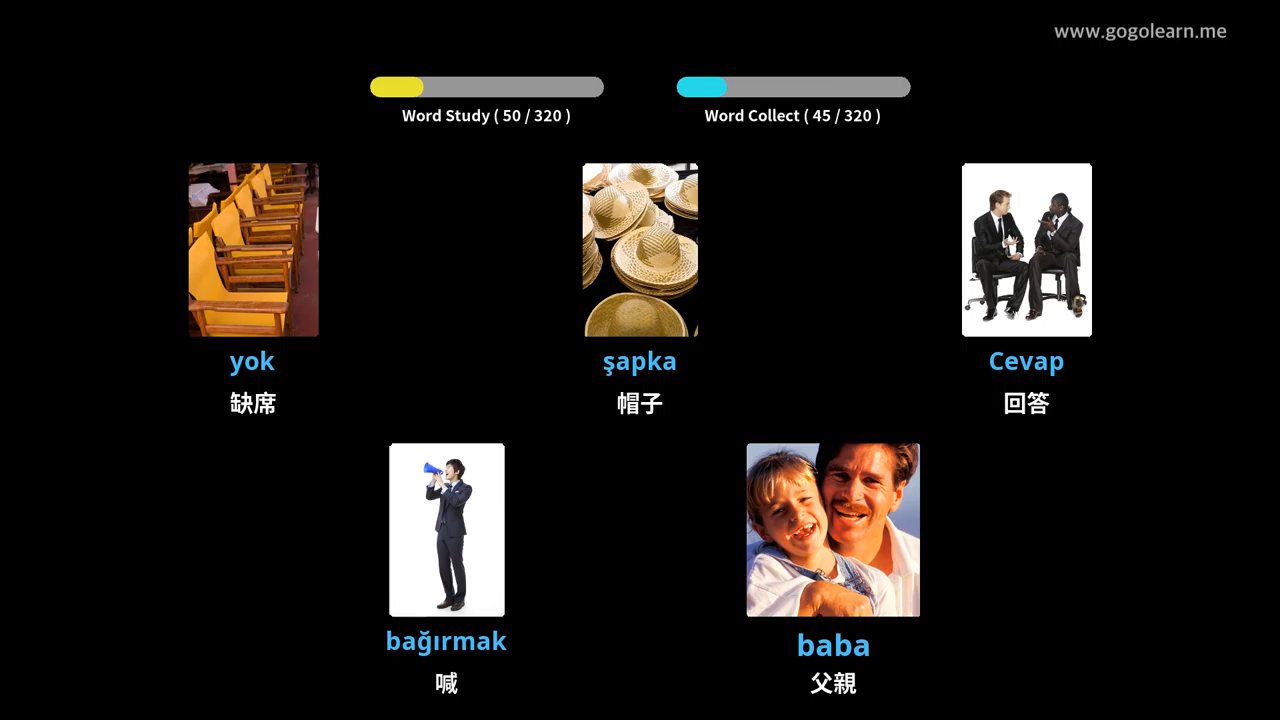 www.gogolearn.me
Word Study ( 50 / 320 )
Word Collect ( 45 / 320 )
yok
şapka
Cevap
缺席
帽子
回答
bağırmak
baba
喊
父親